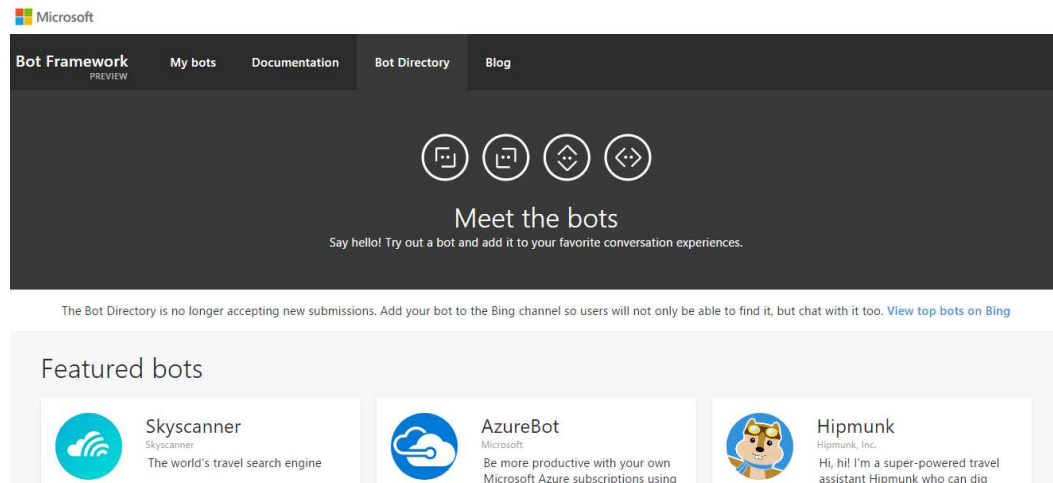 Microsoft
Bot Framework
PREVIEW
My bots
Documentation
Bot Directory
Blog
Meet the bots
Say hello! Try out a bot and add it to your favorite conversation experiences.
The Bot Directory is no longer accepting new submissions. Add your bot to the Bing channel so users will not only be able to find it, but chat with it too. View top bots on Bing
Featured bots
Skyscanner
Skyscanner
The world's travel search engine
AzureBot
Microsoft
Be more productive with your own
Microsoft Azure subscriptions using
Hipmunk
Hipmunk, Inc.
Hi, hi! I'm a super-powered travel
assistant Hipmunk who can dig